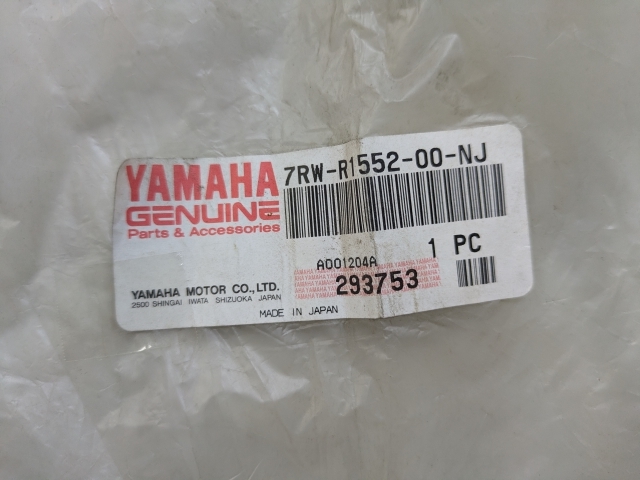 YAMAHA
GENUINE
Parts & Accessories
7RW-R1552-00-NJ
A001204A
1 PC
293753
YAMAHA MOTOR CO., LTD.
2500 SHINGAI IWATA SHIZUOKA JAPAN
MADE IN JAPAN